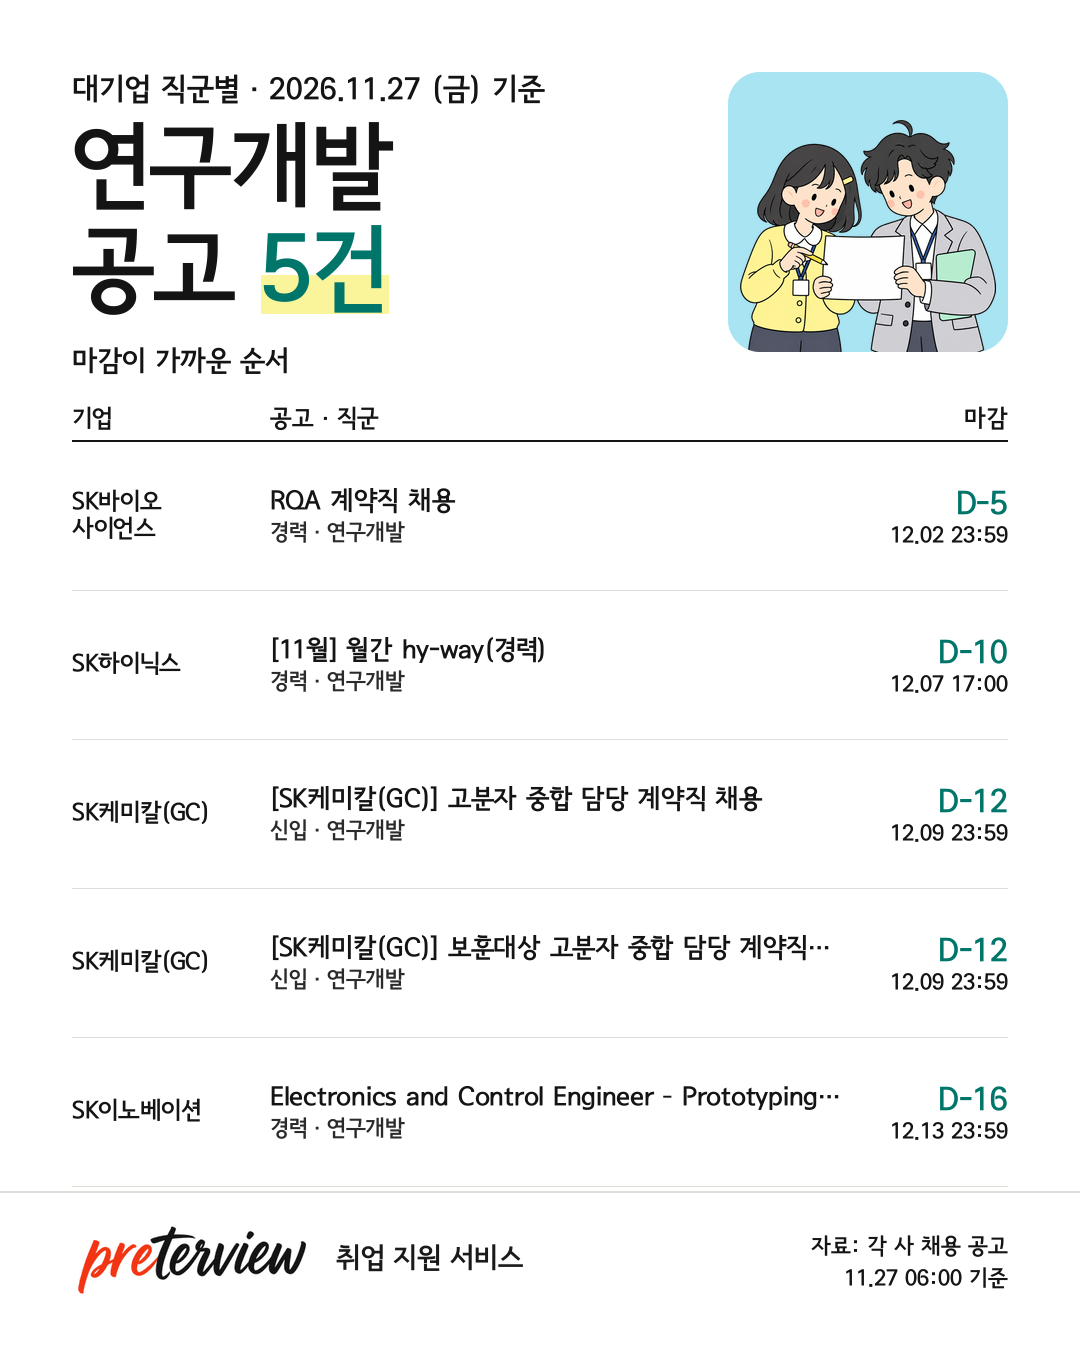 대기업 직군별 · 2026.11.27 (금) 기준
연구개발
공고 5건
마감이 가까운 순서
기업 공고 · 직군 마감
SK바이오
사이언스
RQA 계약직 채용
경력 · 연구개발
D-5
12.02 23:59
SK하이닉스
[11월] 월간 hy-way(경력)
경력 · 연구개발
D-10
12.07 17:00
SK케미칼(GC)
[SK케미칼(GC)] 고분자 중합 담당 계약직 채용
신입 · 연구개발
D-12
12.09 23:59
SK케미칼(GC)
[SK케미칼(GC)] 보훈대상 고분자 중합 담당 계약직…
신입 · 연구개발
D-12
12.09 23:59
SK이노베이션
Electronics and Control Engineer - Prototyping…
경력 · 연구개발
D-16
12.13 23:59
preterview 취업 지원 서비스
자료: 각 사 채용 공고
11.27 06:00 기준